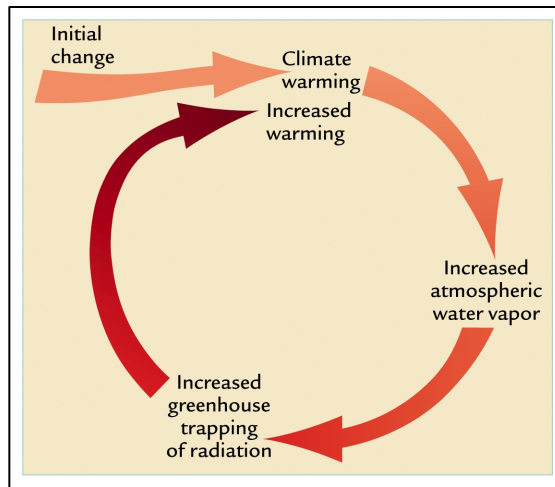 Initial
change
Climate
warming
Increased
warming
Increased
atmospheric
water vapor
Increased
greenhouse
trapping
of radiation